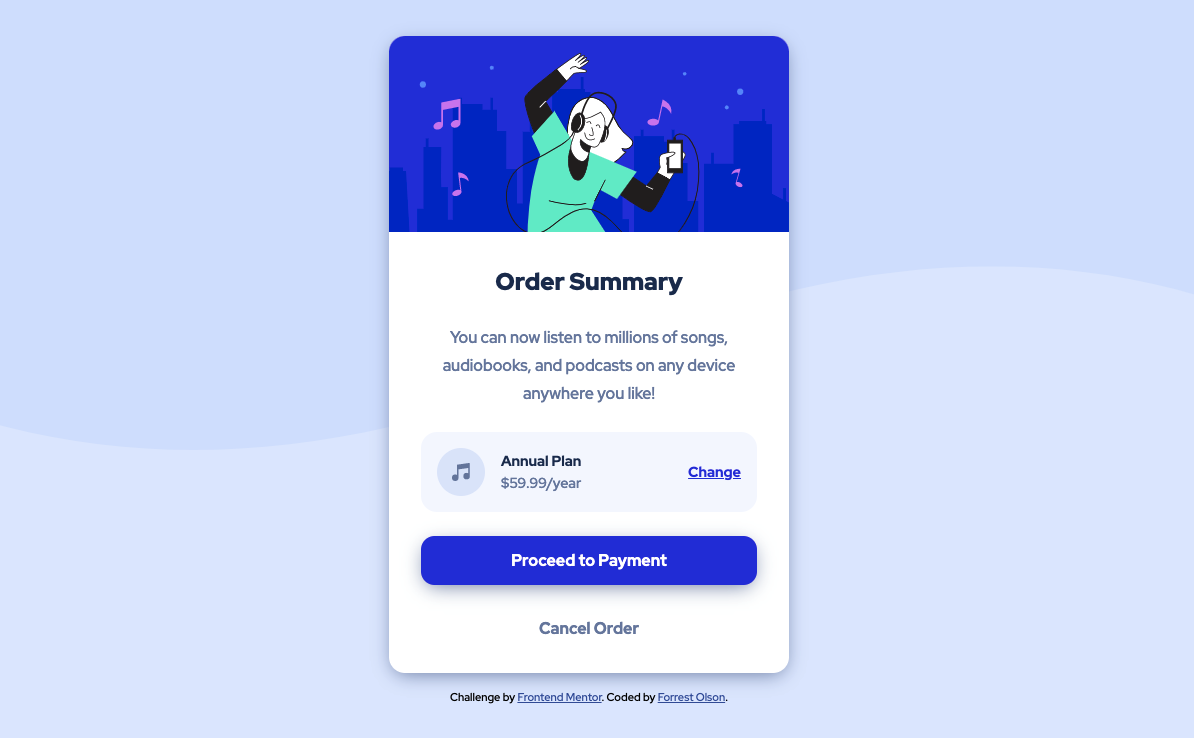 Order Summary
You can now listen to millions of songs,
audiobooks, and podcasts on any device
anywhere you like!
Annual Plan
$59.99/year
Change
Proceed to Payment
Cancel Order
Challenge by Frontend Mentor. Coded by Forrest Olson.